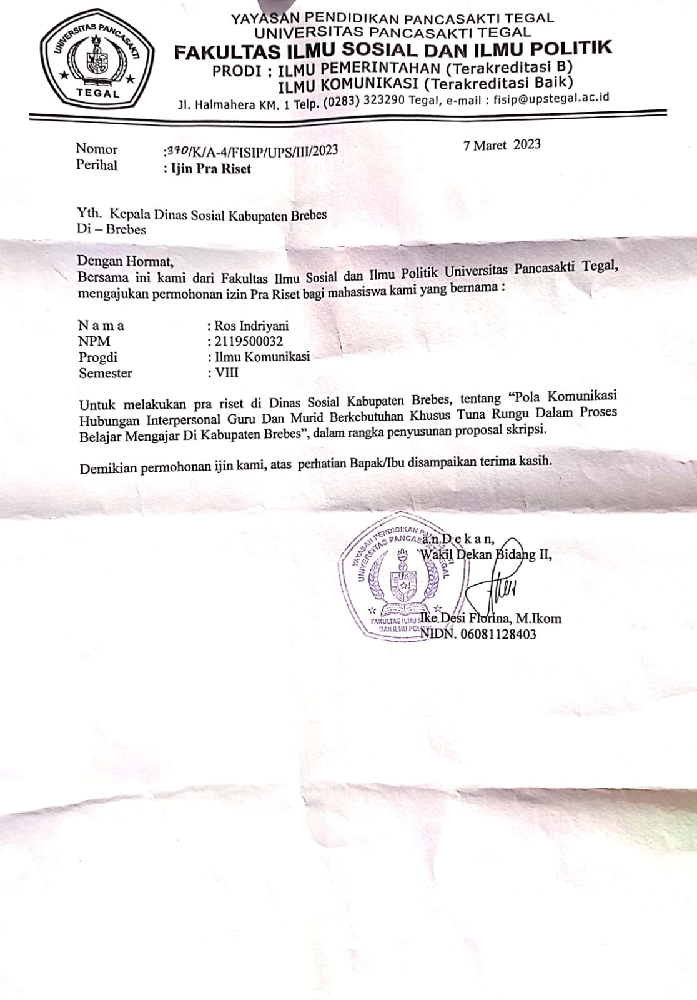 UNIVERSITAS PANCASAKTI
TEGAL
YAYASAN PENDIDIKAN PANCASAKTI TEGAL
UNIVERSITAS PANCASAKTI TEGAL
FAKULTAS ILMU SOSIAL DAN ILMU POLITIK
PRODI : ILMU PEMERINTAHAN (Terakreditasi B)
ILMU KOMUNIKASI (Terakreditasi Baik)
Jl. Halmahera KM. 1 Telp. (0283) 323290 Tegal, e-mail : fisip@upstegal.ac.id
7 Maret 2023
Nomor :390/K/A-4/FISIP/UPS/III/2023
Perihal : Ijin Pra Riset
Yth. Kepala Dinas Sosial Kabupaten Brebes
Di – Brebes
Dengan Hormat,
Bersama ini kami dari Fakultas Ilmu Sosial dan Ilmu Politik Universitas Pancasakti Tegal,
mengajukan permohonan izin Pra Riset bagi mahasiswa kami yang bernama :
N a m a : Ros Indriyani
NPM : 2119500032
Progdi : Ilmu Komunikasi
Semester : VIII
Untuk melakukan pra riset di Dinas Sosial Kabupaten Brebes, tentang “Pola Komunikasi
Hubungan Interpersonal Guru Dan Murid Berkebutuhan Khusus Tuna Rungu Dalam Proses
Belajar Mengajar Di Kabupaten Brebes”, dalam rangka penyusunan proposal skripsi.
Demikian permohonan ijin kami, atas perhatian Bapak/Ibu disampaikan terima kasih.
a.n.D e k a n,
Wakil Dekan Bidang II,
Ike Desi Florina, M.Ikom
NIDN. 06081128403
YAYASAN PENDIDIKAN
UNIVERSITAS PANCASAKTI TEGAL
FAKULTAS ILMU
DAN ILMU